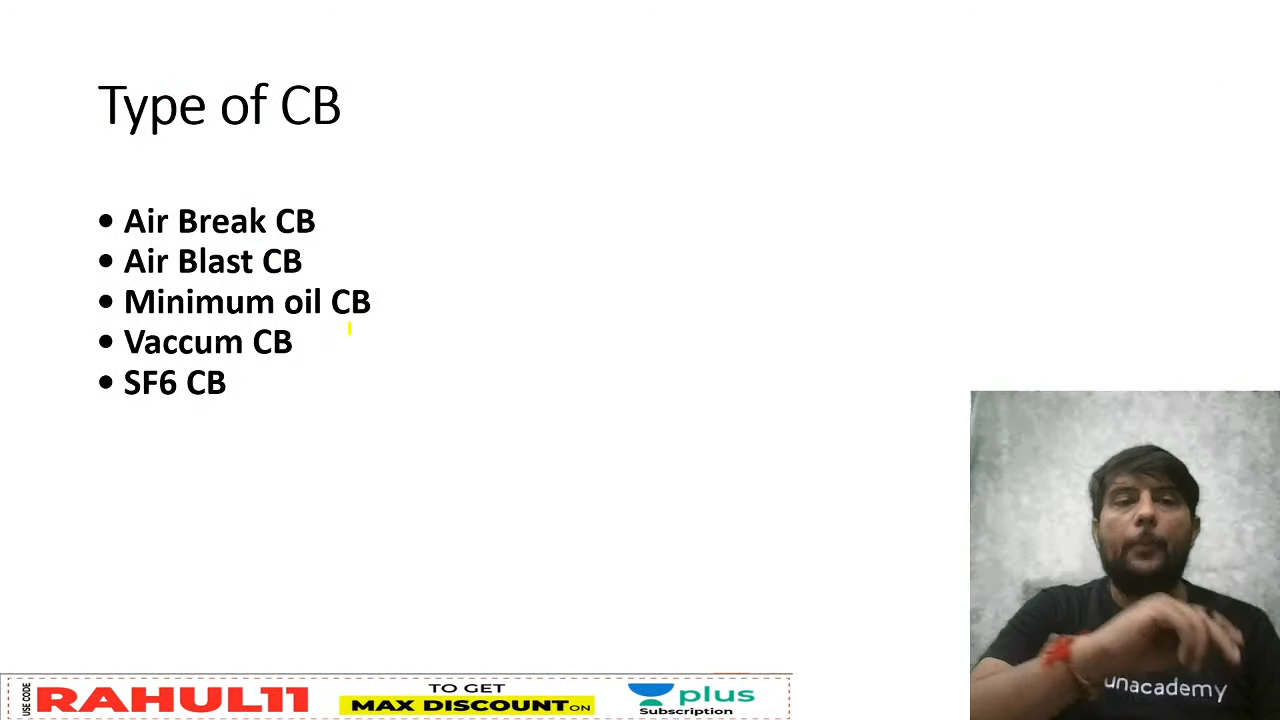 Type of CB
• Air Break CB
• Air Blast CB
• Minimum oil CB
• Vaccum CB
• SF6 CB
unacademy
USE CODE
RAHUL11
TO GET
MAX DISCOUNT ON
plus
Subscription